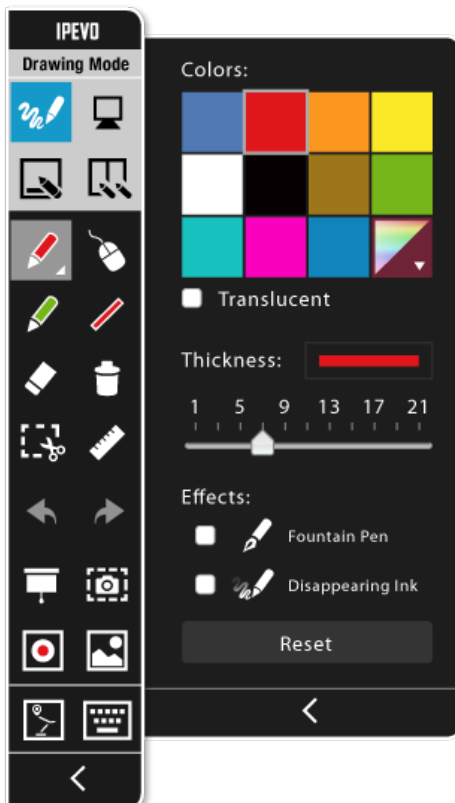 IPEVO
Drawing Mode
Colors:
Translucent
Thickness:
1 5 9 13 17 21
Effects:
Fountain Pen
Disappearing Ink
Reset